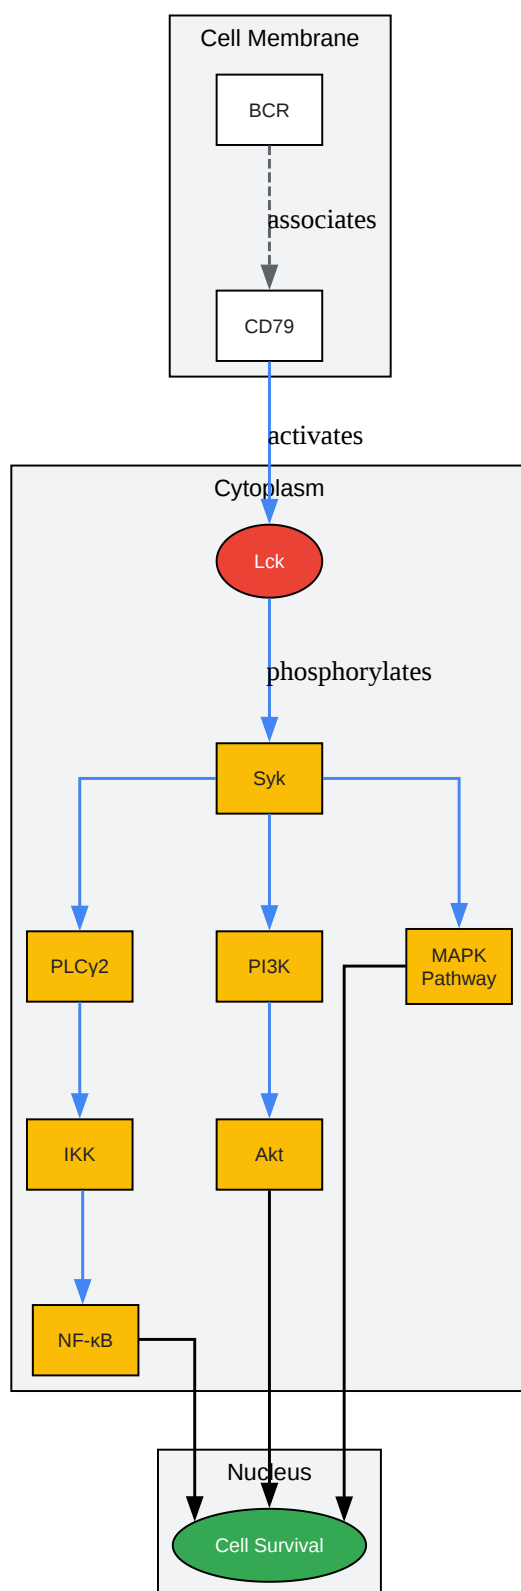 Cell Membrane
BCR
associates
CD79
activates
Cytoplasm
Lck
phosphorylates
Syk
PLCγ2
PI3K
MAPK
Pathway
IKK
Akt
NF-κB
Nucleus
Cell Survival